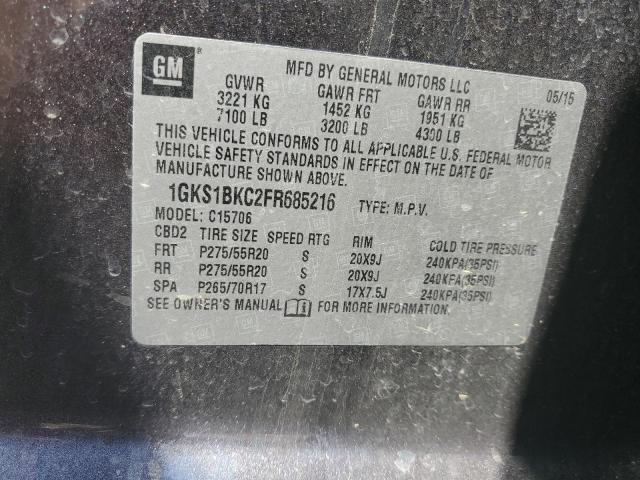 GM
MFD BY GENERAL MOTORS LLC
GVWR GAWR FRT GAWR RR 05/15
3221 KG 1452 KG 1951 KG
7100 LB 3200 LB 4300 LB
THIS VEHICLE CONFORMS TO ALL APPLICABLE U.S. FEDERAL MOTOR
VEHICLE SAFETY STANDARDS IN EFFECT ON THE DATE OF
MANUFACTURE SHOWN ABOVE.
1GKS1BKC2FR685216 TYPE: M.P.V.
MODEL: C15706
CBD2 TIRE SIZE SPEED RTG RIM COLD TIRE PRESSURE
FRT P275/55R20 S 20X9J 240KPA(35PSI)
RR P275/55R20 S 20X9J 240KPA(35PSI)
SPA P265/70R17 S 17X7.5J 240KPA(35PSI)
SEE OWNER'S MANUAL FOR MORE INFORMATION.